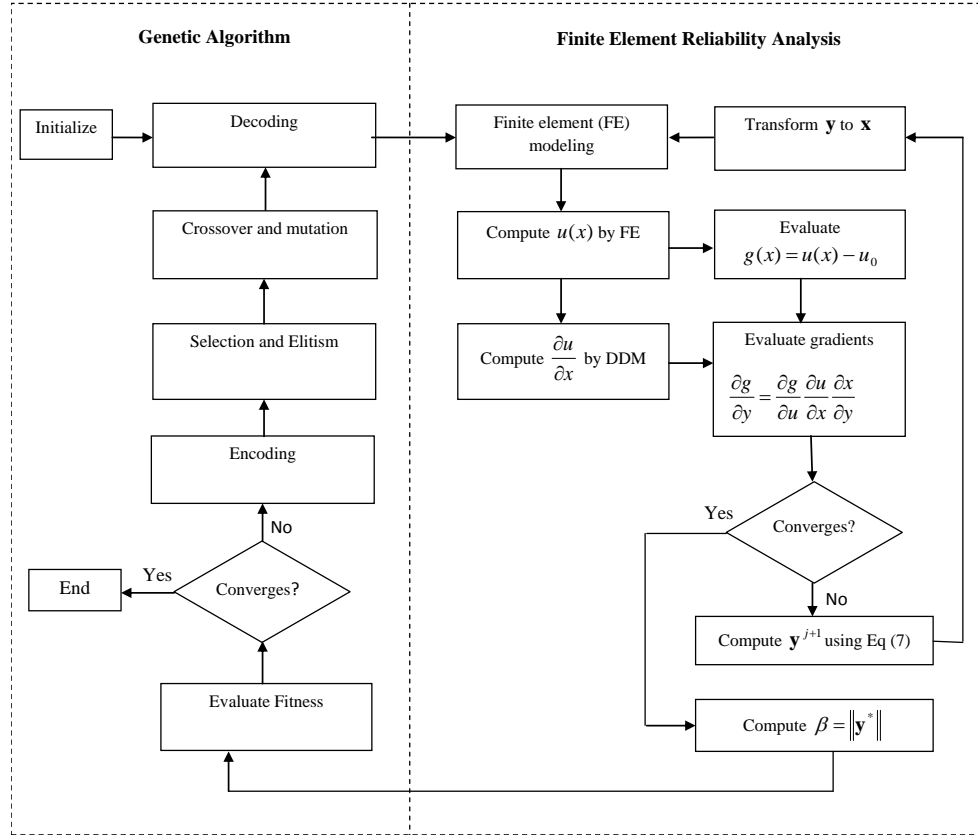 Genetic Algorithm
Finite Element Reliability Analysis
Initialize
Decoding
Finite element (FE)
modeling
Transform y to x
Crossover and mutation
Compute u(x) by FE
Evaluate
g(x) = u(x) − u₀
Selection and Elitism
Compute ∂u/∂x by DDM
Evaluate gradients
∂g/∂y = ∂g/∂u ∂u/∂x ∂x/∂y
Encoding
No
Yes
Converges?
End
Yes
Converges?
No
Compute y^{j+1} using Eq (7)
Evaluate Fitness
Compute β = ‖y*‖